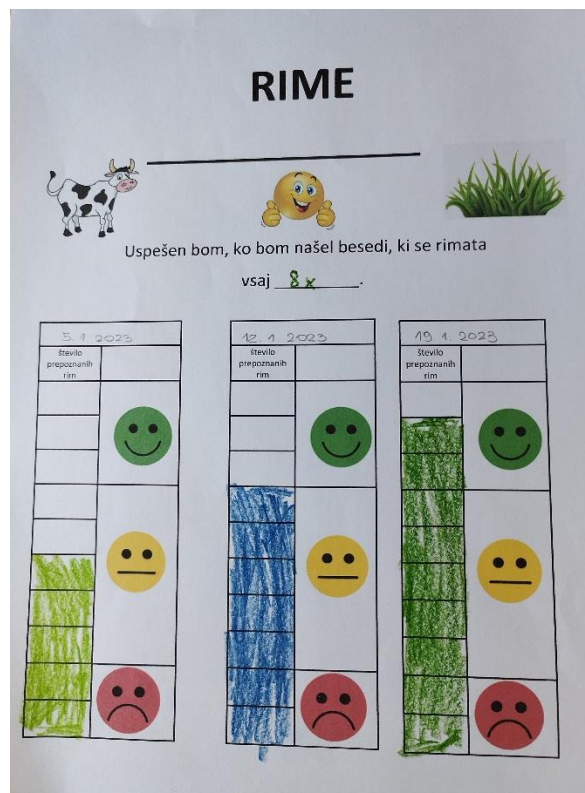 RIME
Uspešen bom, ko bom našel besedi, ki se rimata
vsaj 8 x.
5. 1 2023
število
prepoznanih
rim
12. 1 2023
število
prepoznanih
rim
19. 1. 2023
število
prepoznanih
rim